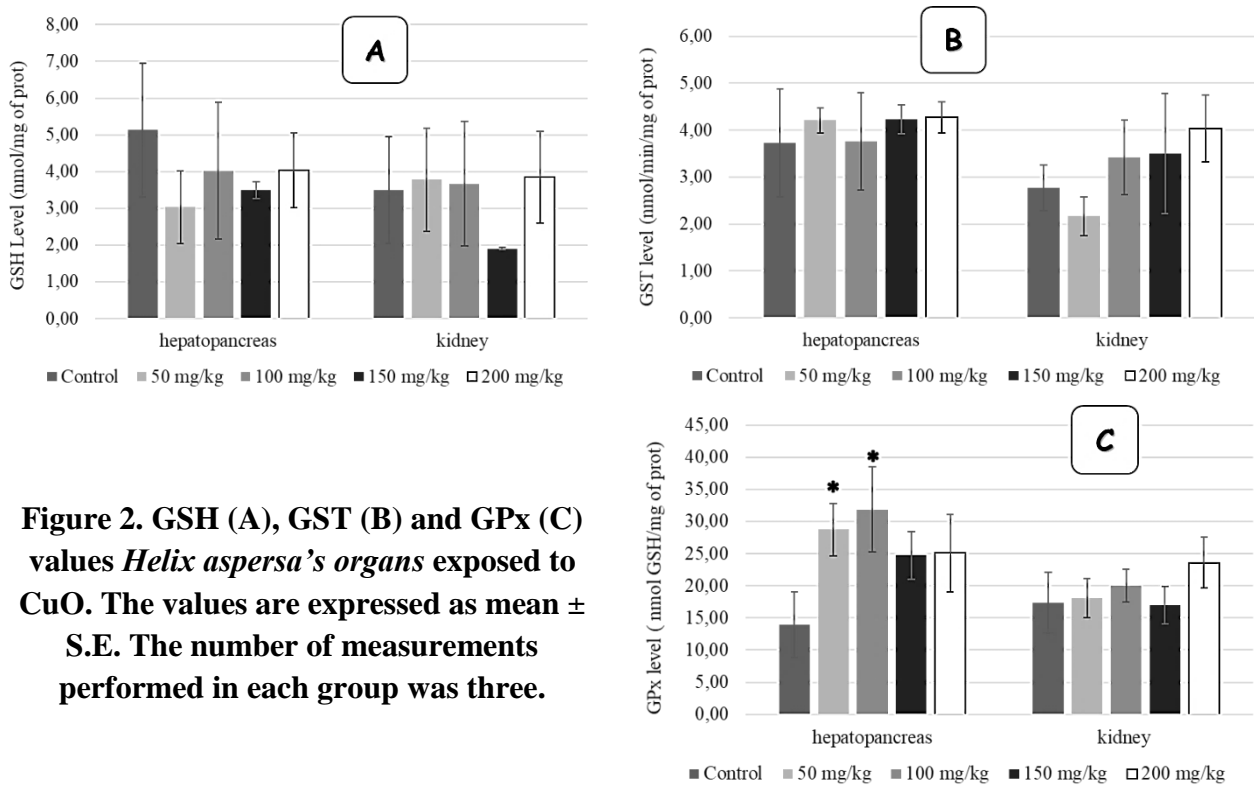 A
GSH Level (nmol/mg of prot)
8,00
7,00
6,00
5,00
4,00
3,00
2,00
1,00
0,00
hepatopancreas kidney
Control 50 mg/kg 100 mg/kg 150 mg/kg 200 mg/kg
B
GST level (nmol/min/mg of prot)
6,00
5,00
4,00
3,00
2,00
1,00
0,00
hepatopancreas kidney
Control 50 mg/kg 100 mg/kg 150 mg/kg 200 mg/kg
C
GPx level ( nmol GSH/mg of prot)
45,00
40,00
35,00
30,00
25,00
20,00
15,00
10,00
5,00
0,00
* *
hepatopancreas kidney
Control 50 mg/kg 100 mg/kg 150 mg/kg 200 mg/kg
Figure 2. GSH (A), GST (B) and GPx (C)
values Helix aspersa’s organs exposed to
CuO. The values are expressed as mean ±
S.E. The number of measurements
performed in each group was three.